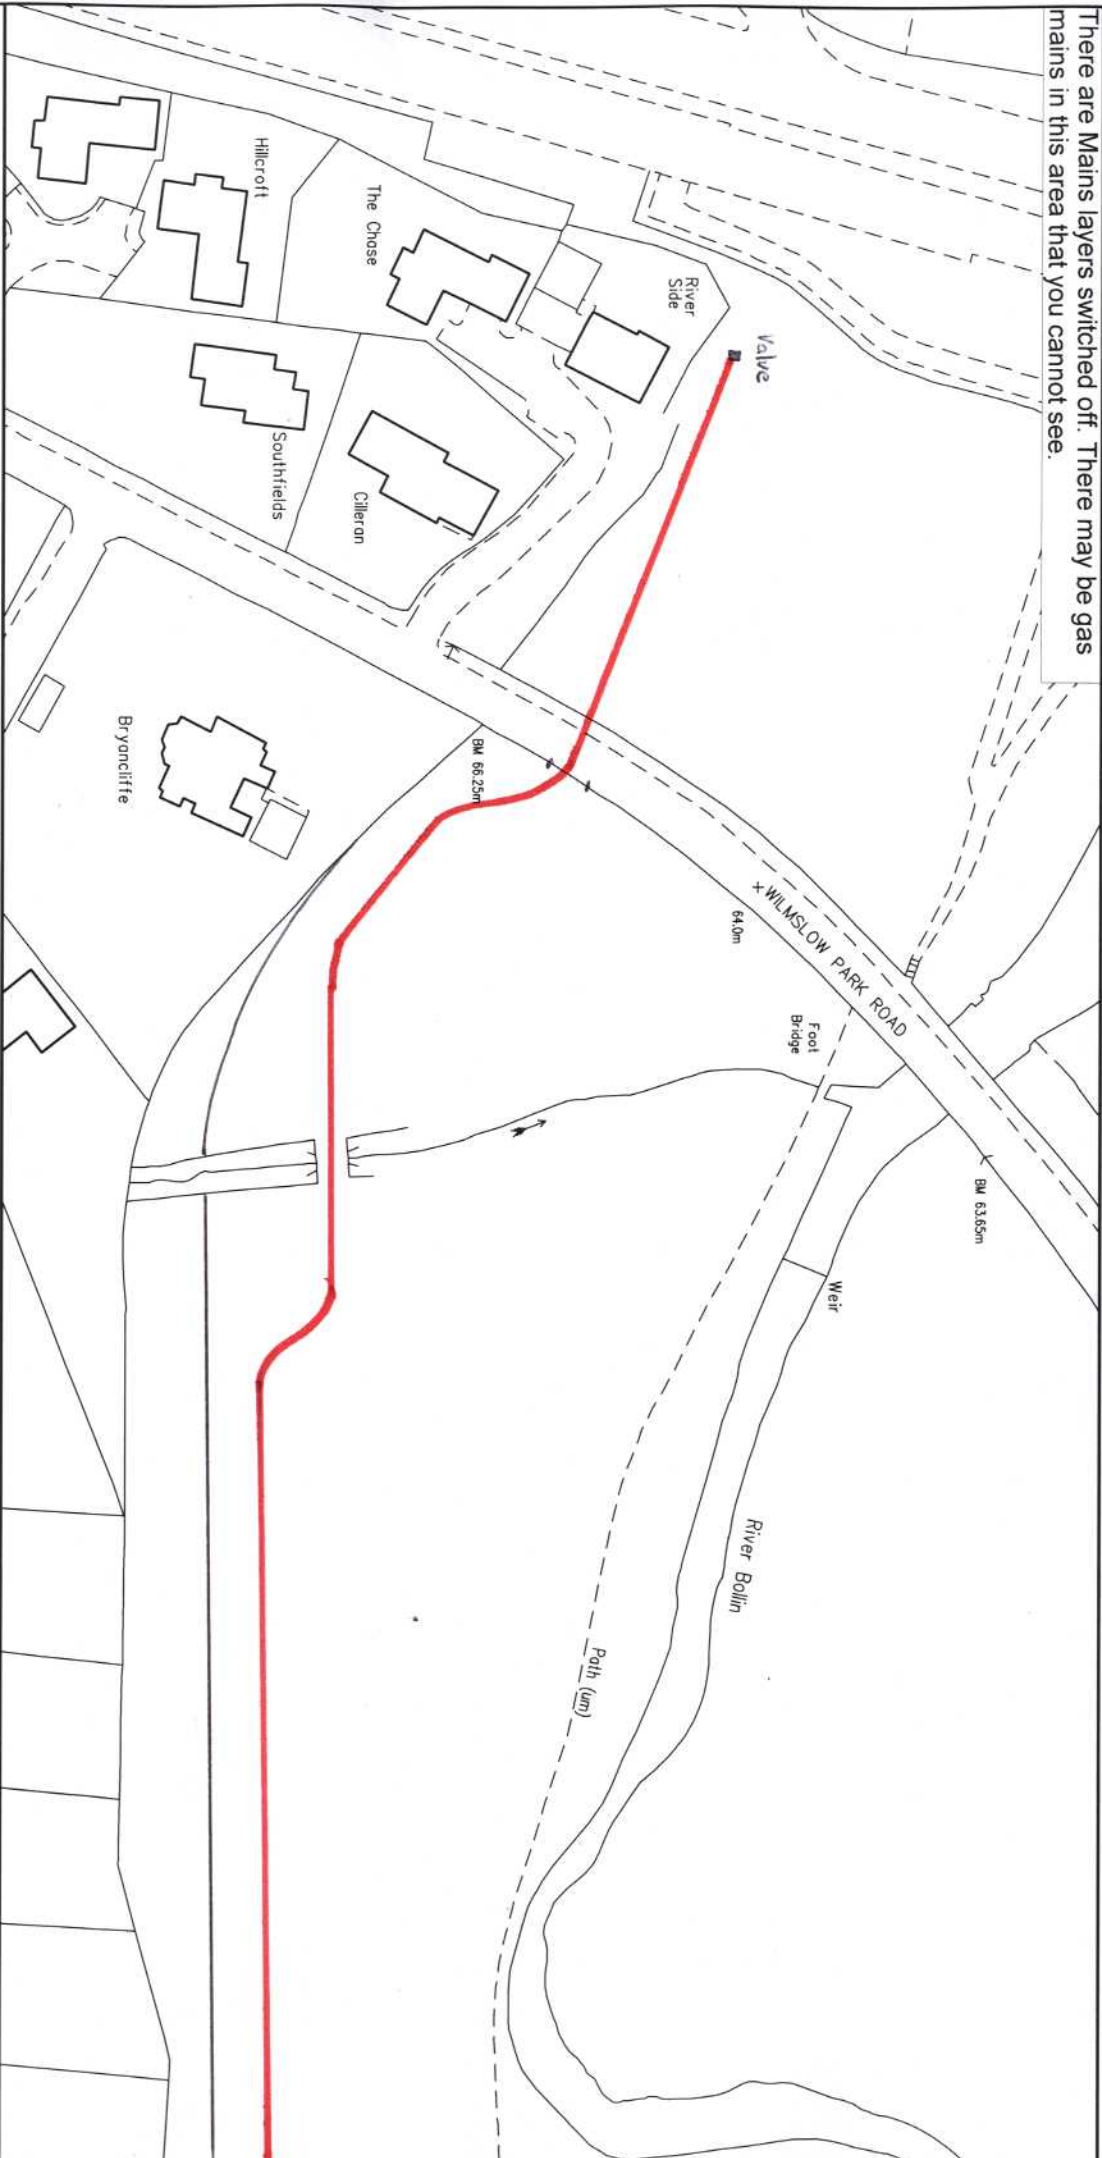 There are Mains layers switched off. There may be gas
mains in this area that you cannot see.
Hillcroft
The Chase
River
Side
Valve
Southfields
Cilleran
Bryancliffe
BM 66.25m
64.0m
WILMSLOW PARK ROAD
Foot
Bridge
BM 63.65m
Weir
River Bollin
Path (um)